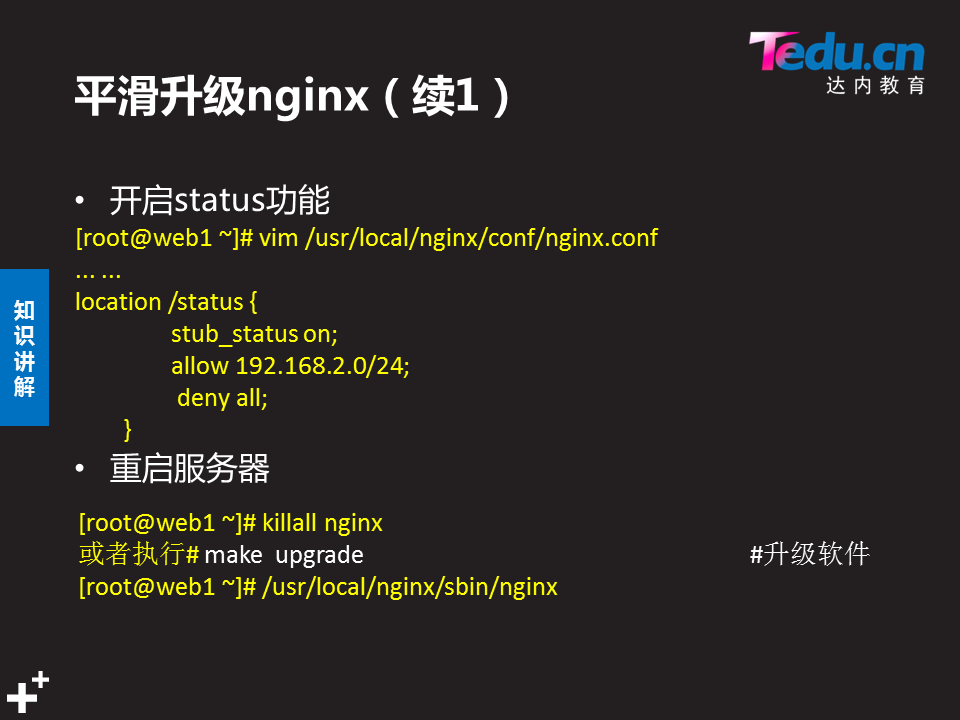 Tedu.cn
达内教育
平滑升级nginx（续1）
• 开启status功能
[root@web1 ~]# vim /usr/local/nginx/conf/nginx.conf
... ...
location /status {
stub_status on;
allow 192.168.2.0/24;
deny all;
}
知识讲解
• 重启服务器
[root@web1 ~]# killall nginx
或者执行# make  upgrade #升级软件
[root@web1 ~]# /usr/local/nginx/sbin/nginx